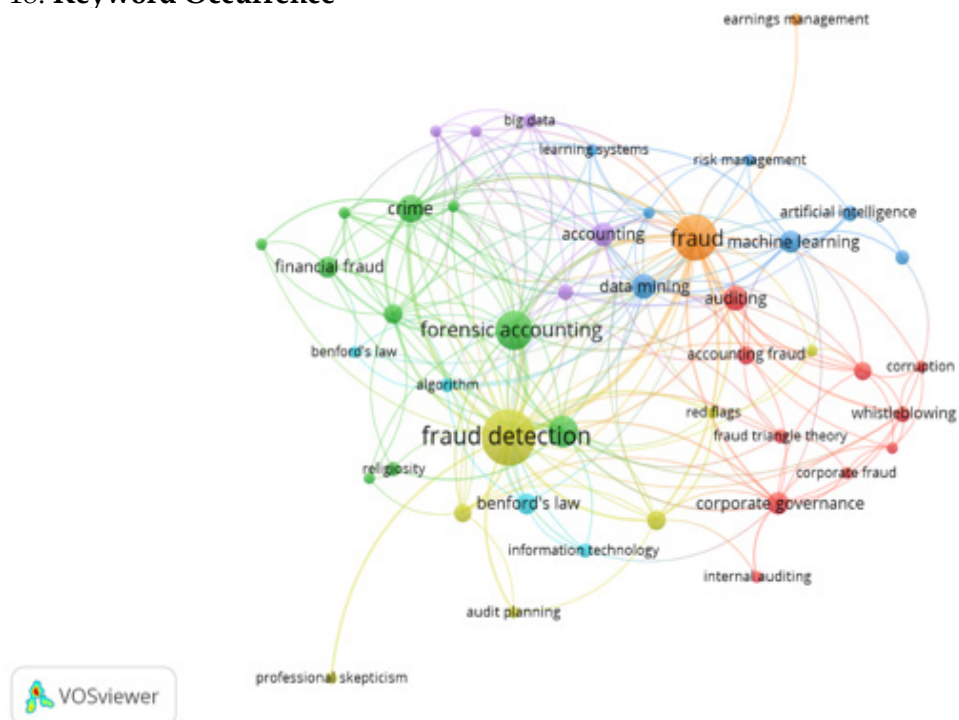 Keyword Occurrence
earnings management
big data
learning systems
risk management
crime
artificial intelligence
accounting
fraud
machine learning
financial fraud
data mining
auditing
forensic accounting
benford's law
accounting fraud
corruption
algorithm
red flags
whistleblowing
fraud detection
fraud triangle theory
religiosity
corporate fraud
benford's law
corporate governance
information technology
internal auditing
audit planning
professional skepticism
VOSviewer